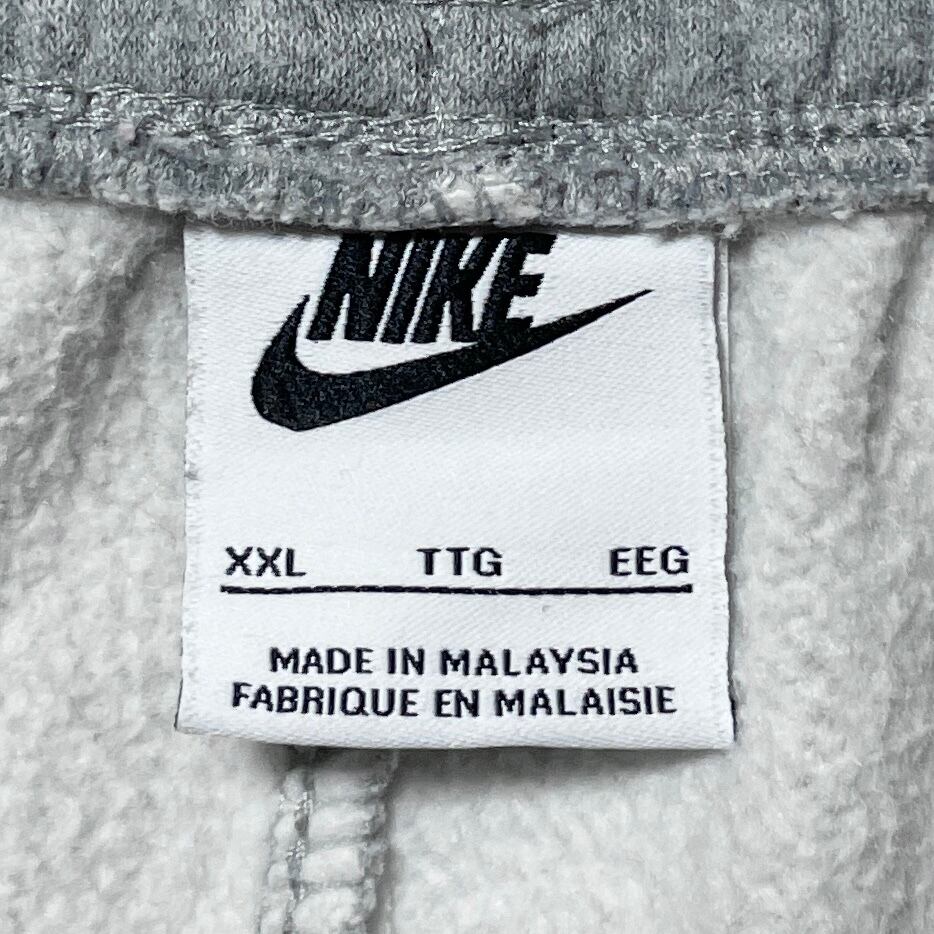 NIKE
XXL TTG EEG
MADE IN MALAYSIA
FABRIQUE EN MALAISIE